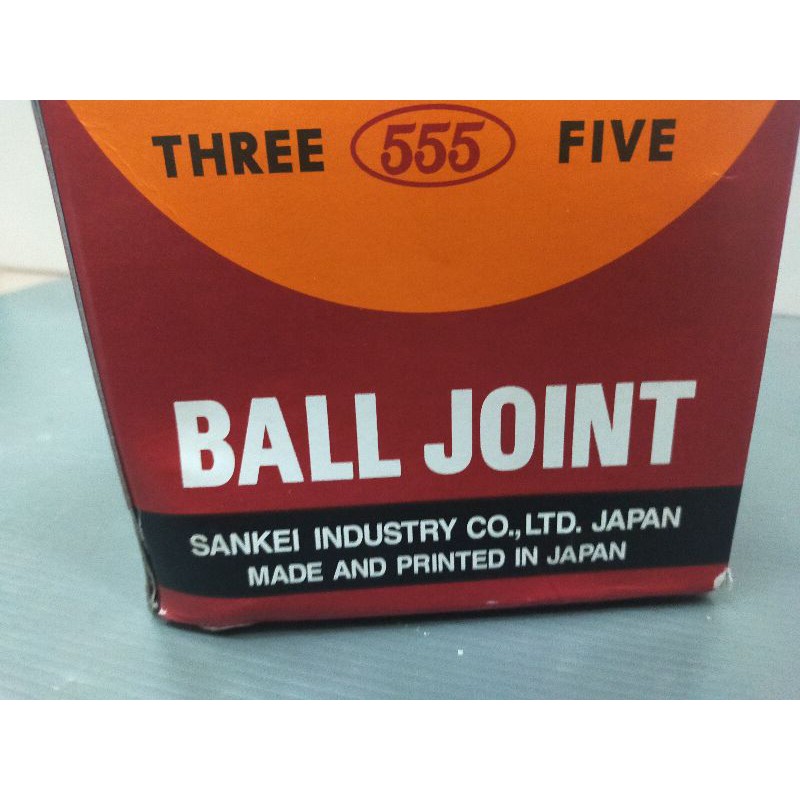 THREE 555 FIVE
BALL JOINT
SANKEI INDUSTRY CO.,LTD. JAPAN
MADE AND PRINTED IN JAPAN